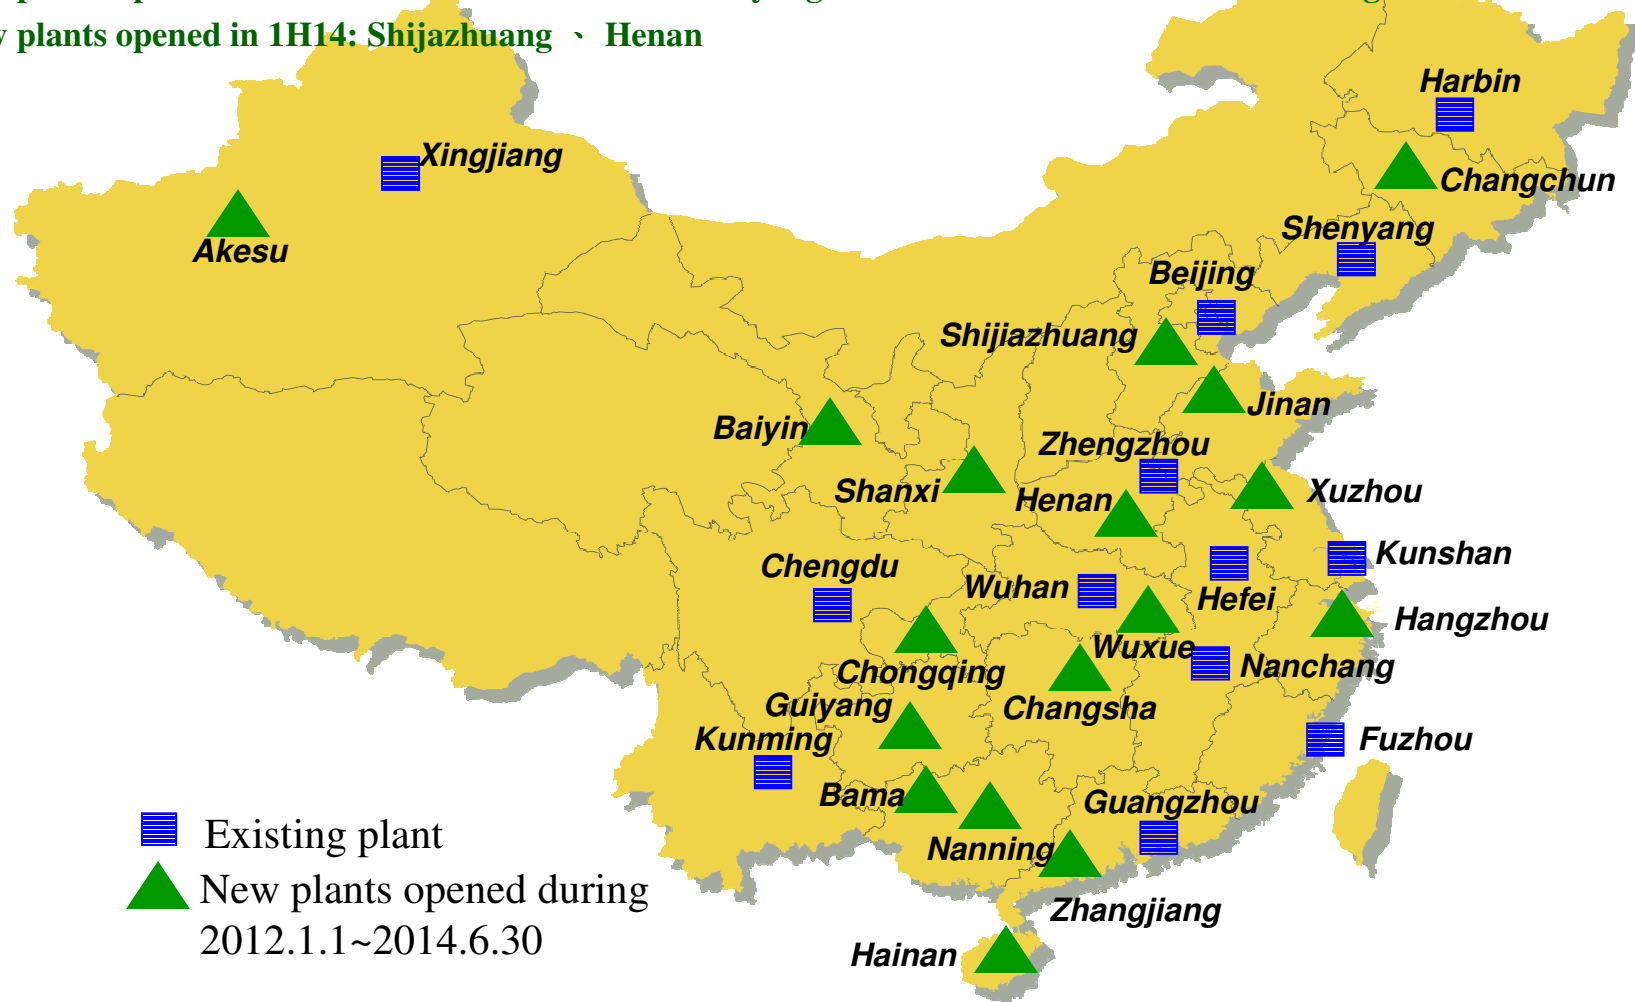 plants opened in 1H14: Shijazhuang 、 Henan
Harbin
Xingjiang
Changchun
Akesu
Shenyang
Beijing
Shijiazhuang
Jinan
Baiyin
Zhengzhou
Shanxi
Henan
Xuzhou
Chengdu
Wuhan
Kunshan
Hefei
Hangzhou
Wuxue
Chongqing
Nanchang
Guiyang
Changsha
Kunming
Fuzhou
Bama
Guangzhou
Existing plant
Nanning
New plants opened during
2012.1.1~2014.6.30
Zhangjiang
Hainan